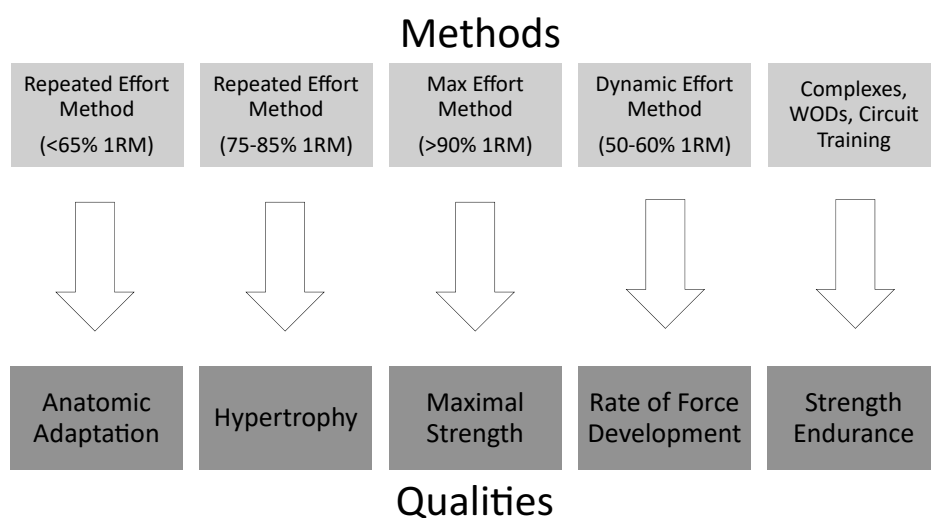 Methods
Repeated Effort
Method
(<65% 1RM)
Repeated Effort
Method
(75-85% 1RM)
Max Effort
Method
(>90% 1RM)
Dynamic Effort
Method
(50-60% 1RM)
Complexes,
WODs, Circuit
Training
Anatomic
Adaptation
Hypertrophy
Maximal
Strength
Rate of Force
Development
Strength
Endurance
Qualities